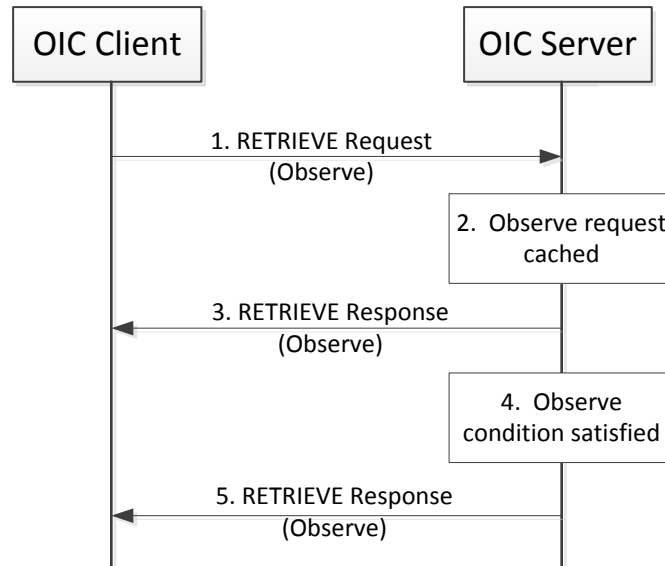 OIC Client
OIC Server
1. RETRIEVE Request
(Observe)
2. Observe request
cached
3. RETRIEVE Response
(Observe)
4. Observe
condition satisfied
5. RETRIEVE Response
(Observe)